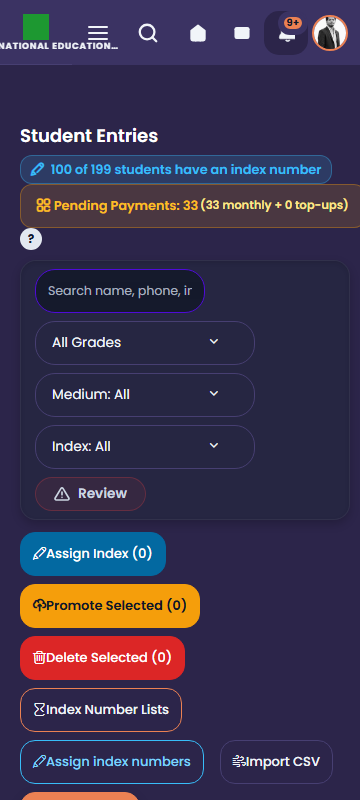 NATIONAL EDUCATION...
9+
Student Entries
100 of 199 students have an index number
Pending Payments: 33 (33 monthly + 0 top-ups)
?
Search name, phone, ir
All Grades
Medium: All
Index: All
Review
Assign Index (0)
Promote Selected (0)
Delete Selected (0)
Index Number Lists
Assign index numbers
Import CSV